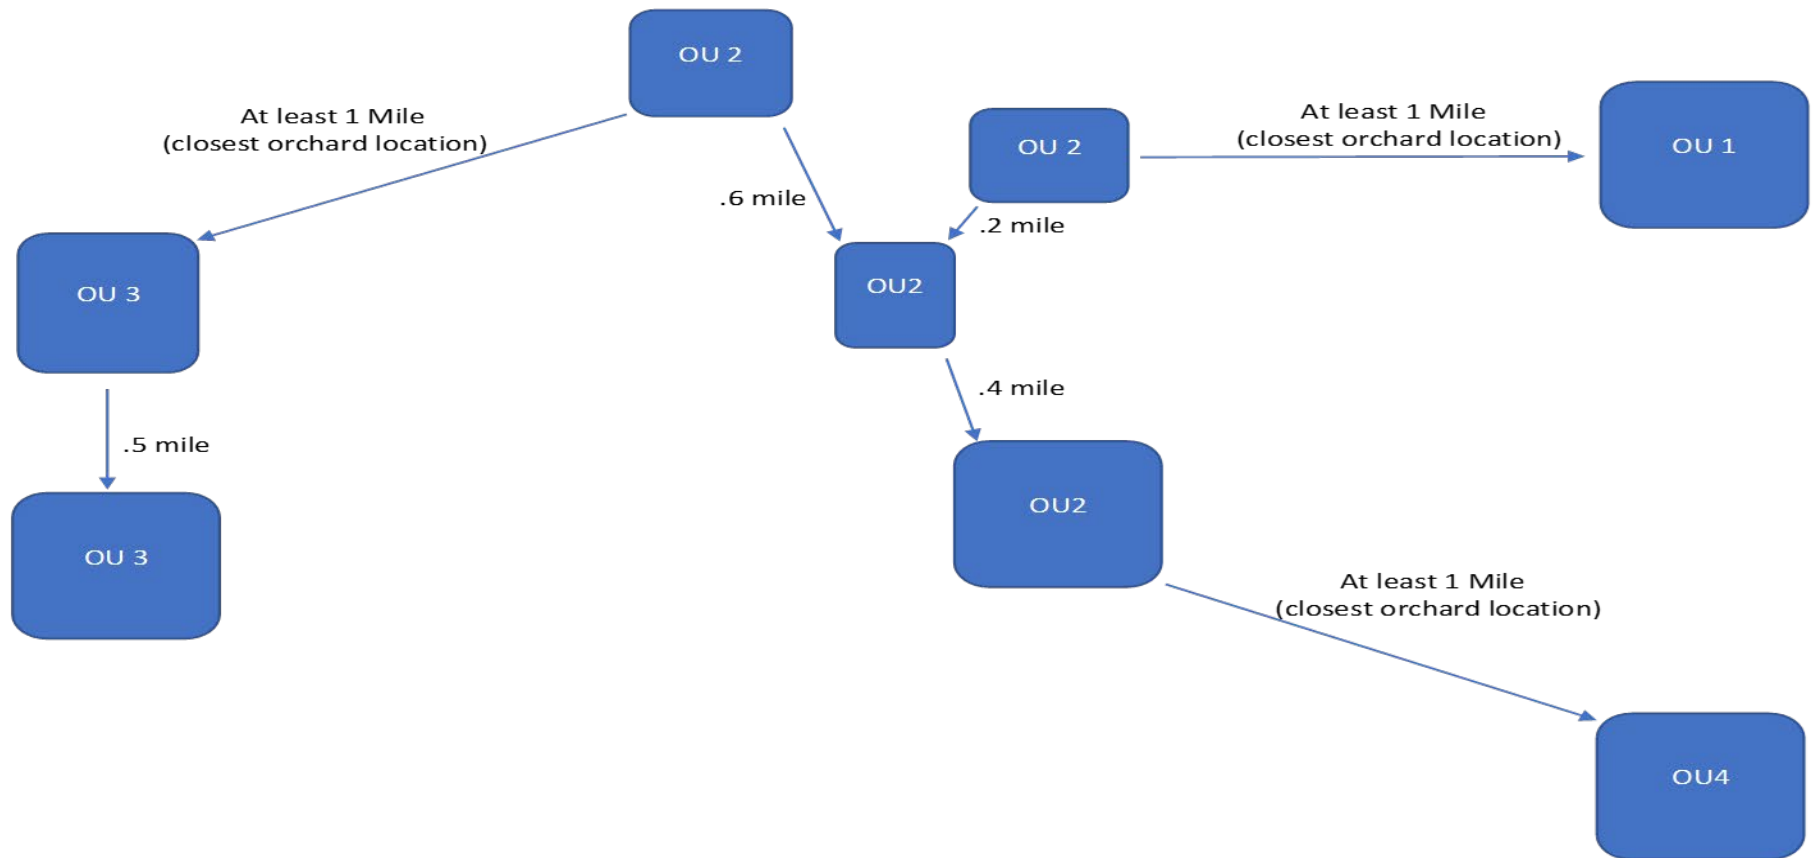 OU 2
At least 1 Mile
(closest orchard location)
OU 2
At least 1 Mile
(closest orchard location)
OU 1
.6 mile
.2 mile
OU 3
OU2
.4 mile
.5 mile
OU2
OU 3
At least 1 Mile
(closest orchard location)
OU4